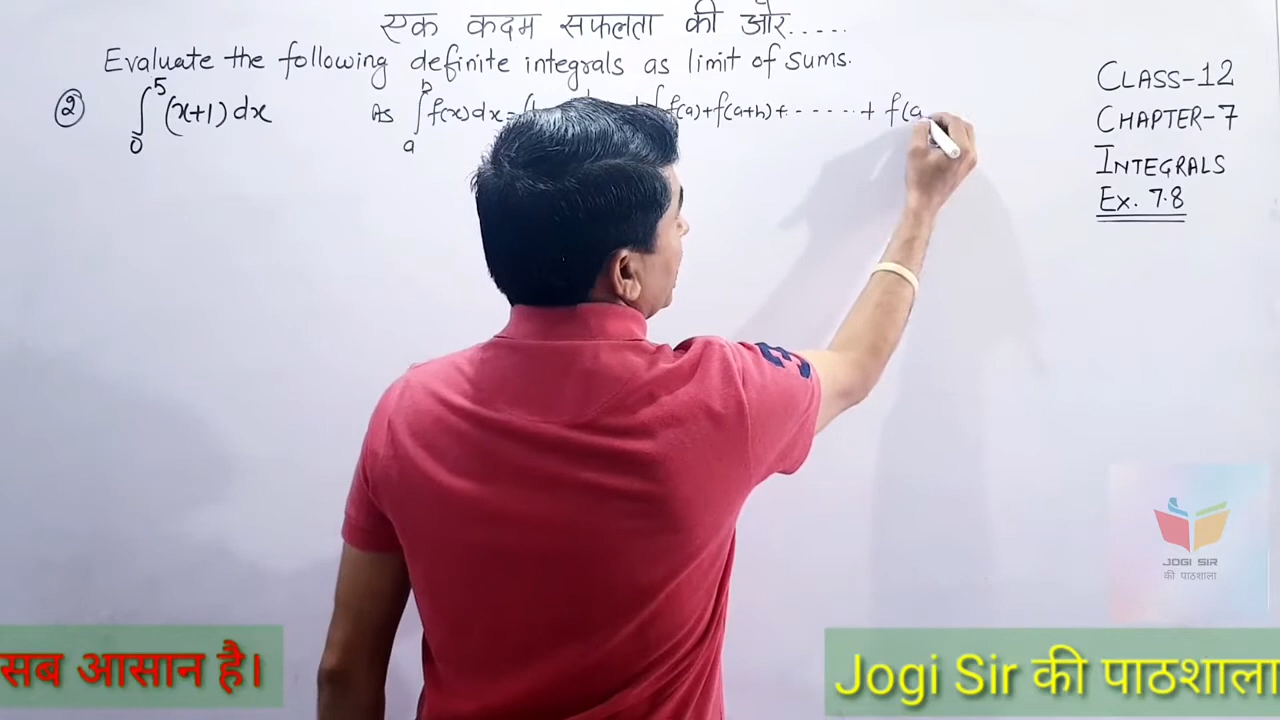 एक कदम सफलता की ओर.....
Evaluate the following definite integrals as limit of sums.
② ∫₀⁵ (x+1) dx
As ∫ₐᵇ f(x) dx = (b f(a)+f(a+h)+ - - - - - - + f(a
CLASS-12
CHAPTER-7
INTEGRALS
Ex. 7.8
JOGI SIR
की पाठशाला
सब आसान है।
Jogi Sir की पाठशाला